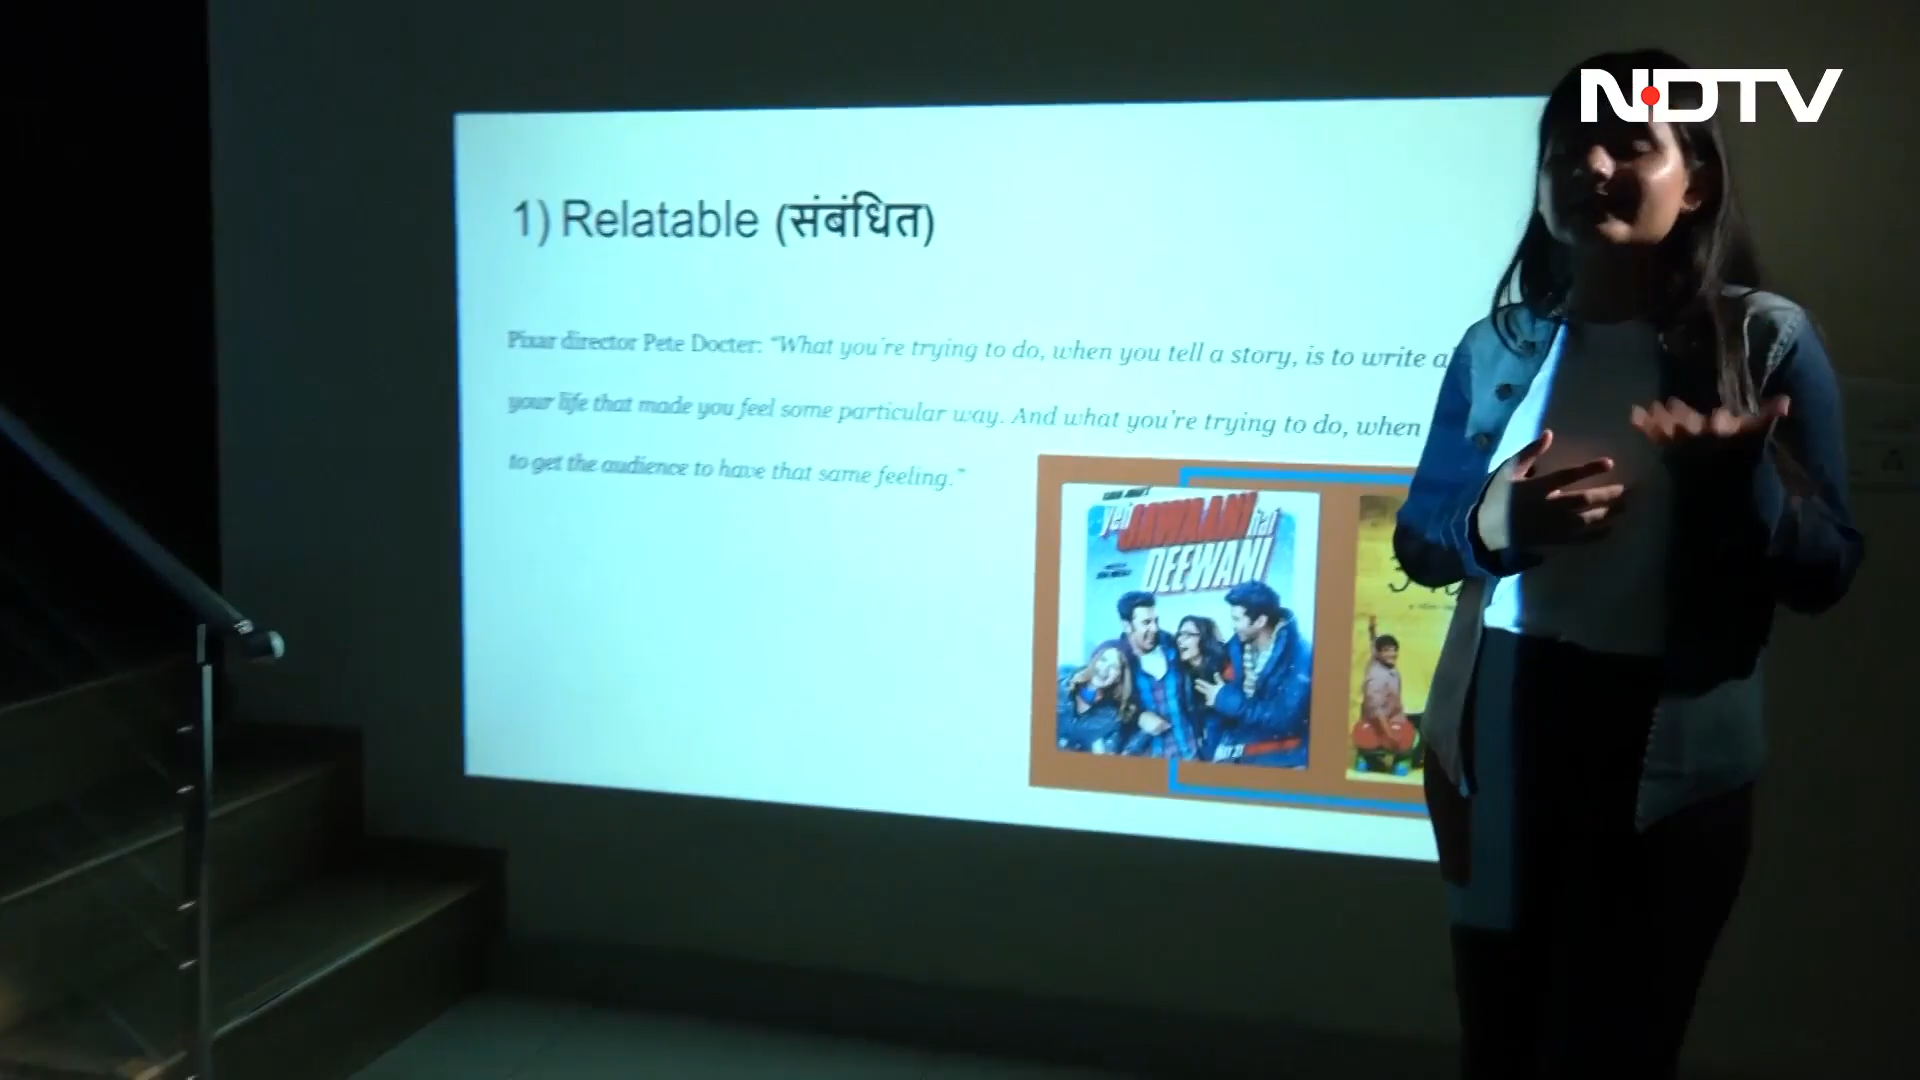 NDTV
1) Relatable (संबंधित)
Pixar director Pete Docter: “What you're trying to do, when you tell a story, is to write a
your life that made you feel some particular way. And what you're trying to do, when
to get the audience to have that same feeling.”
Yeh JAWAANI hai
DEEWANI